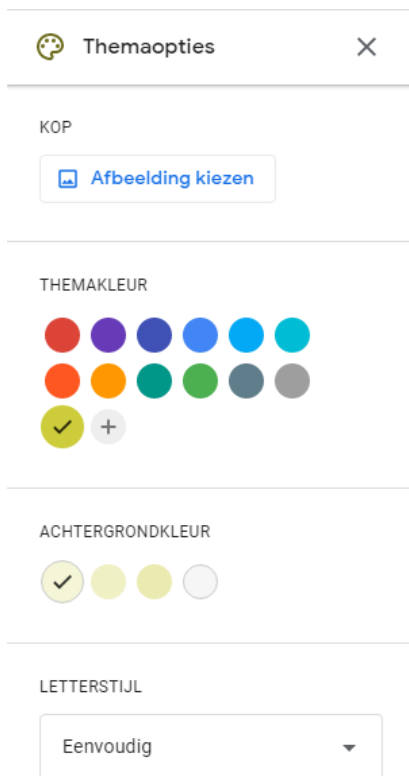 Themaopties
KOP
Afbeelding kiezen
THEMAKLEUR
ACHTERGRONDKLEUR
LETTERSTIJL
Eenvoudig